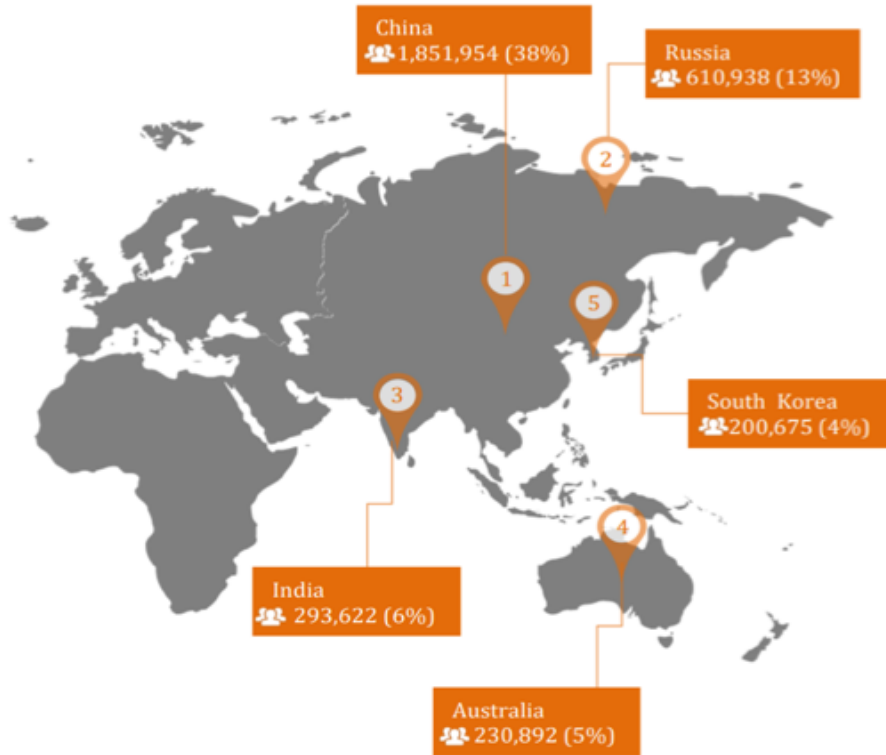 China
1,851,954 (38%)
Russia
610,938 (13%)
2
1
5
3
South Korea
200,675 (4%)
4
India
293,622 (6%)
Australia
230,892 (5%)